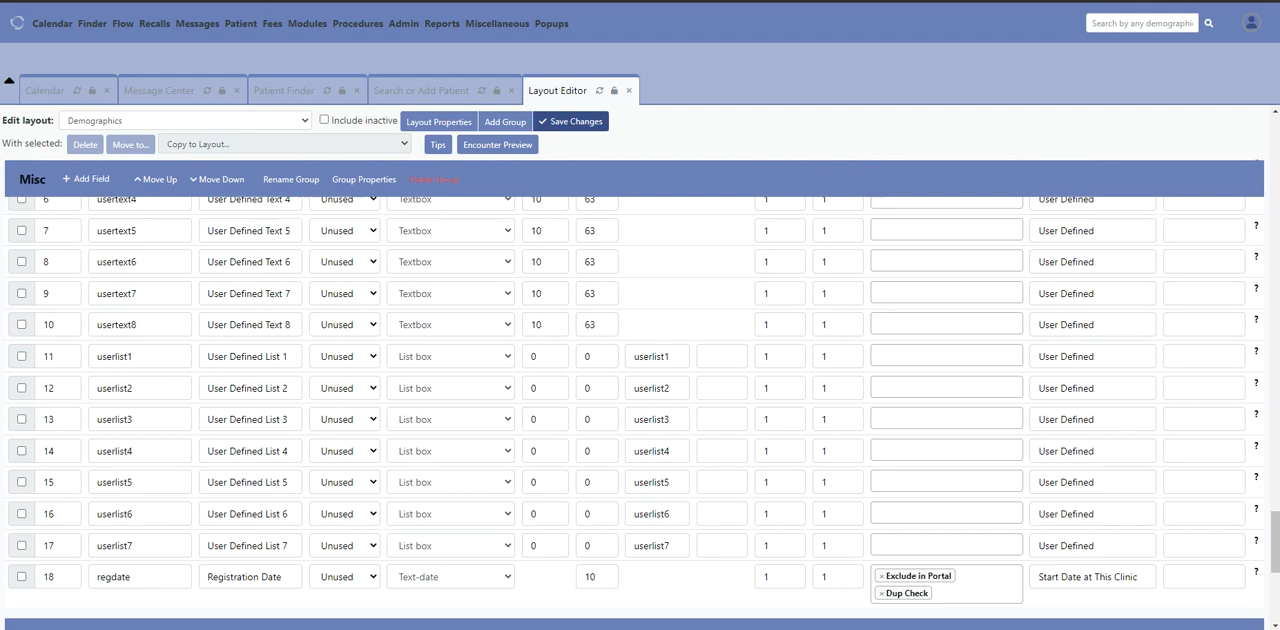 Calendar Finder Flow Recalls Messages Patient Fees Modules Procedures Admin Reports Miscellaneous Popups Search by any demographi
Calendar × Message Center × Patient Finder × Search or Add Patient × Layout Editor ×
Edit layout: Demographics Include inactive Layout Properties Add Group Save Changes
With selected: Delete Move to... Copy to Layout... Tips Encounter Preview
Misc + Add Field Move Up Move Down Rename Group Group Properties Delete Group
6 usertext4 User Defined Text 4 Unused Textbox 10 63 1 1 User Defined
7 usertext5 User Defined Text 5 Unused Textbox 10 63 1 1 User Defined ?
8 usertext6 User Defined Text 6 Unused Textbox 10 63 1 1 User Defined ?
9 usertext7 User Defined Text 7 Unused Textbox 10 63 1 1 User Defined ?
10 usertext8 User Defined Text 8 Unused Textbox 10 63 1 1 User Defined ?
11 userlist1 User Defined List 1 Unused List box 0 0 userlist1 1 1 User Defined ?
12 userlist2 User Defined List 2 Unused List box 0 0 userlist2 1 1 User Defined ?
13 userlist3 User Defined List 3 Unused List box 0 0 userlist3 1 1 User Defined ?
14 userlist4 User Defined List 4 Unused List box 0 0 userlist4 1 1 User Defined ?
15 userlist5 User Defined List 5 Unused List box 0 0 userlist5 1 1 User Defined ?
16 userlist6 User Defined List 6 Unused List box 0 0 userlist6 1 1 User Defined ?
17 userlist7 User Defined List 7 Unused List box 0 0 userlist7 1 1 User Defined ?
18 regdate Registration Date Unused Text-date 10 1 1 × Exclude in Portal Start Date at This Clinic ?
× Dup Check